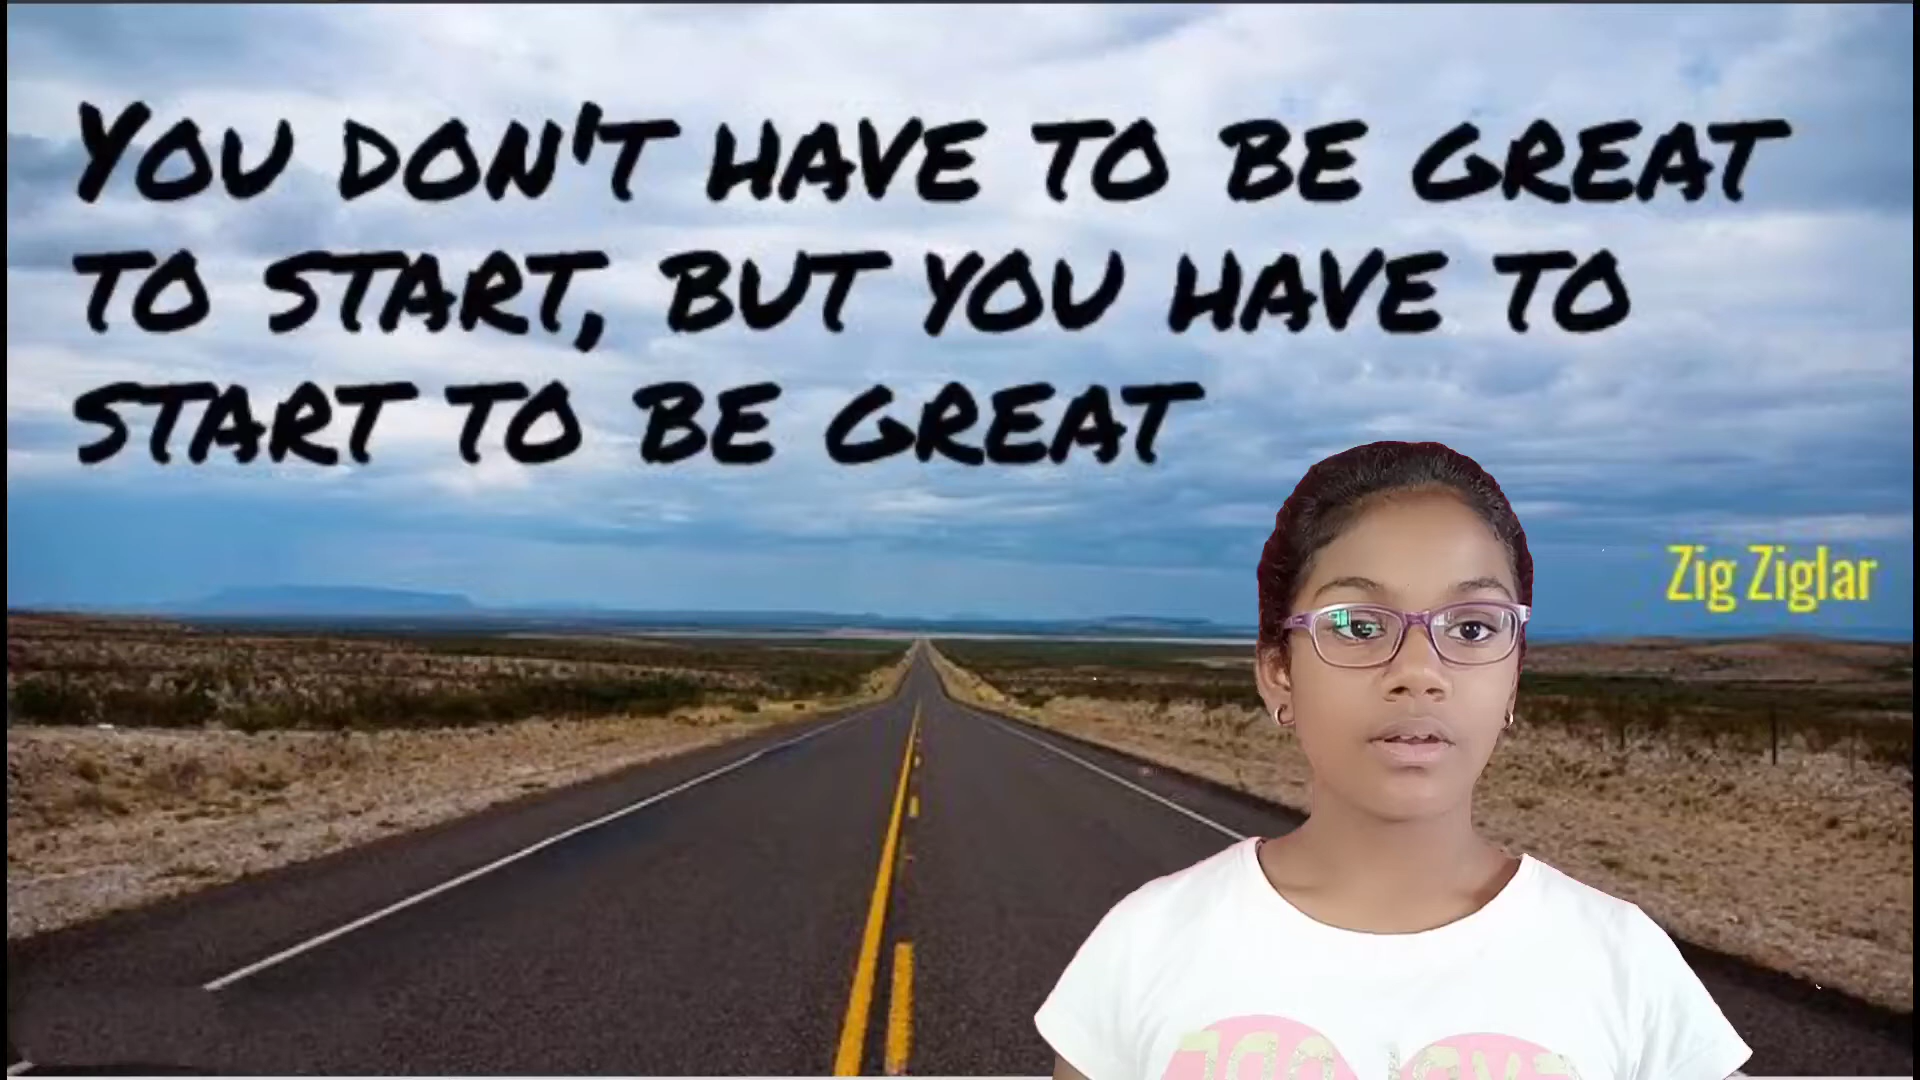 YOU DON'T HAVE TO BE GREAT
TO START, BUT YOU HAVE TO
START TO BE GREAT
Zig Ziglar